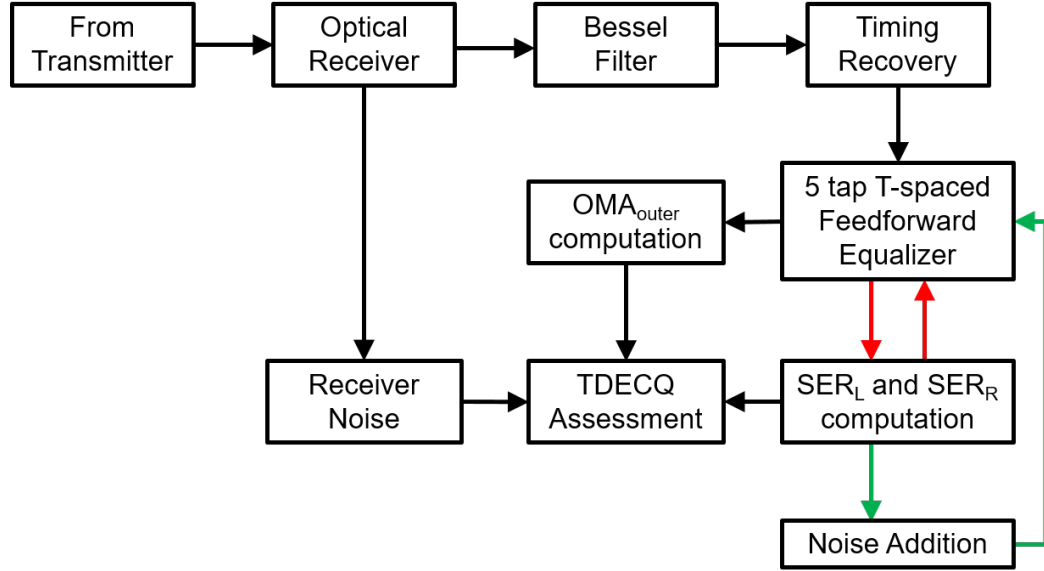 From
Transmitter
Optical
Receiver
Bessel
Filter
Timing
Recovery
OMAouter
computation
5 tap T-spaced
Feedforward
Equalizer
Receiver
Noise
TDECQ
Assessment
SERL and SERR
computation
Noise Addition